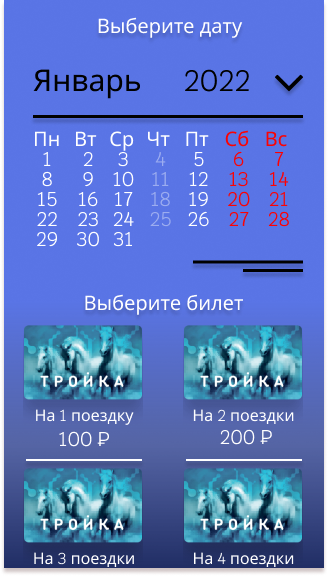 Выберите дату
Январь 2022
Пн Вт Ср Чт Пт Сб Вс
1 2 3 4 5 6 7
8 9 10 11 12 13 14
15 16 17 18 19 20 21
22 23 24 25 26 27 28
29 30 31
Выберите билет
ТРОЙКА ТРОЙКА
На 1 поездку На 2 поездки
100 ₽ 200 ₽
ТРОЙКА ТРОЙКА
На 3 поездки На 4 поездки